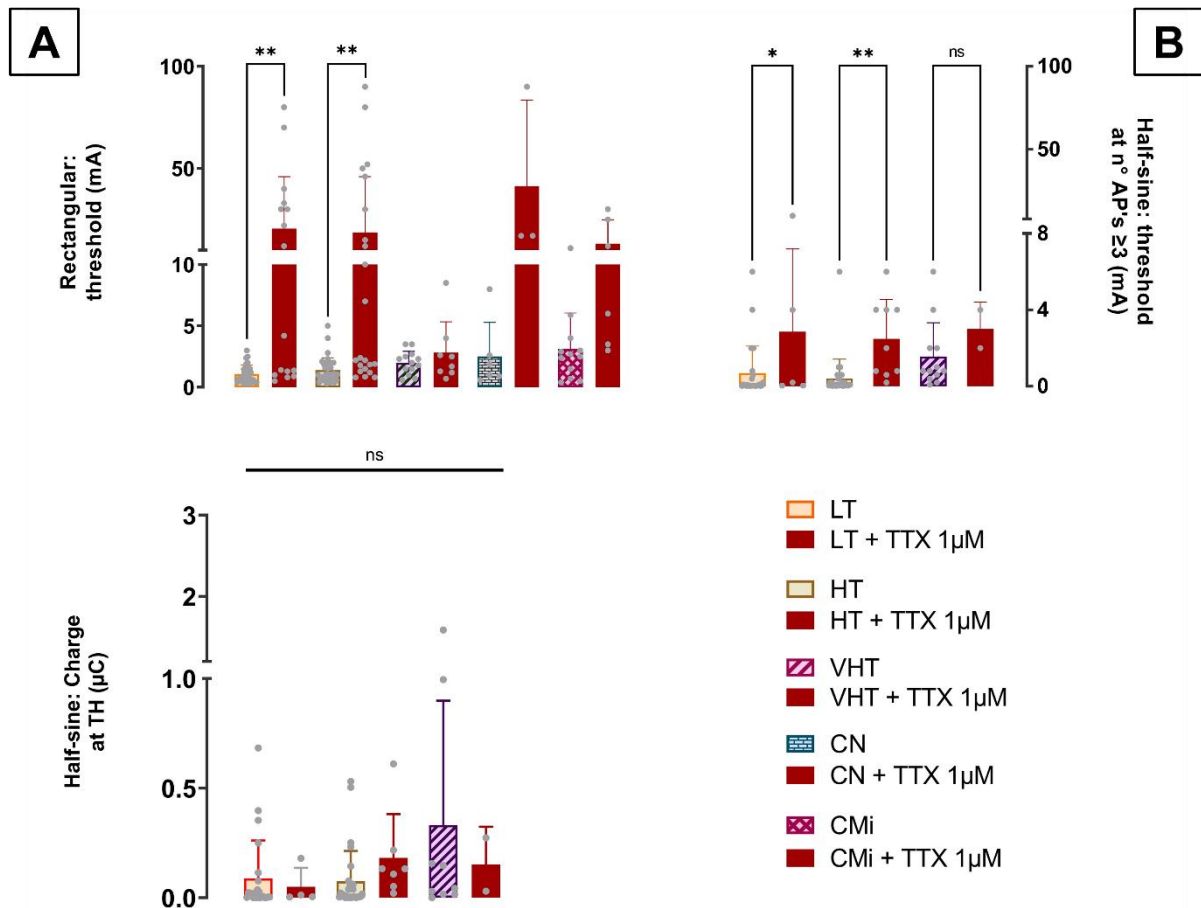 A
B
** **
* ** ns
100
50
10
5
0
Rectangular:
threshold (mA)
100
50
0
8
4
0
Half-sine: threshold
at n° AP's ≥3 (mA)
ns
3
2
1.0
0.5
0.0
Half-sine: Charge
at TH (µC)
LT
LT + TTX 1µM
HT
HT + TTX 1µM
VHT
VHT + TTX 1µM
CN
CN + TTX 1µM
CMi
CMi + TTX 1µM